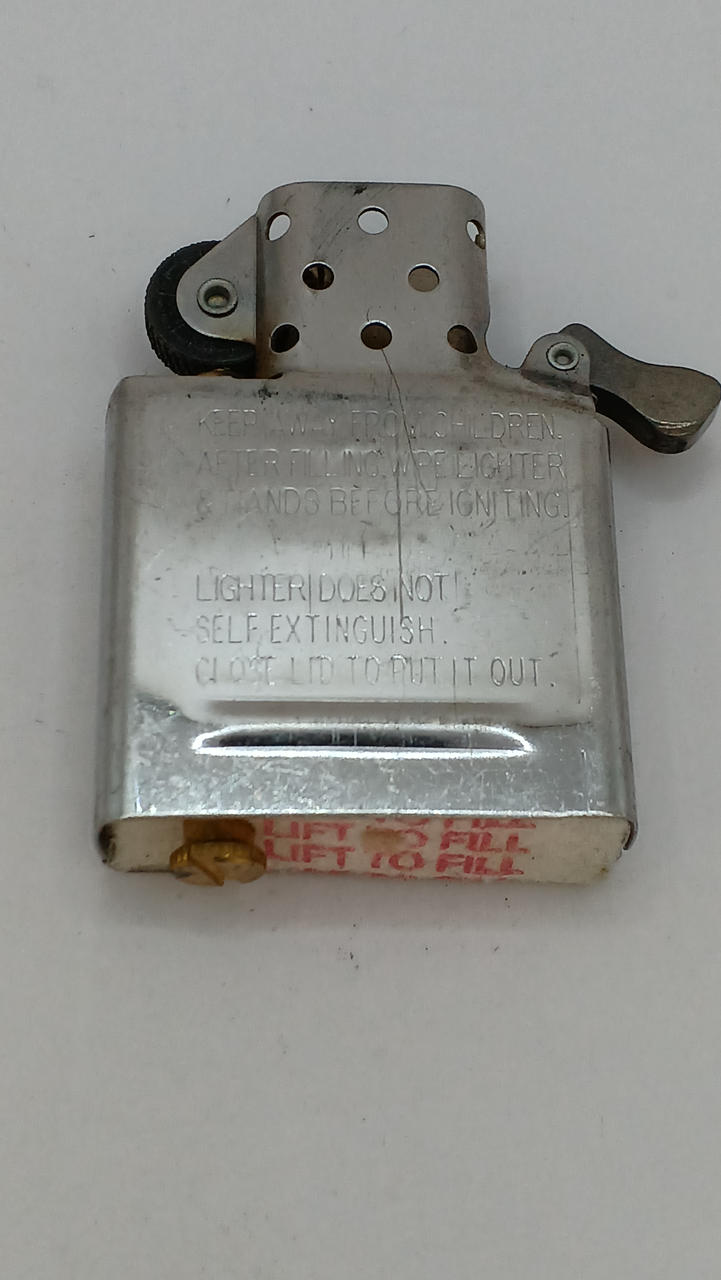 KEEP AWAY FROM CHILDREN.
AFTER FILLING WIPE LIGHTER
& HANDS BEFORE IGNITING.
LIGHTER DOES NOT
SELF EXTINGUISH.
CLOSE LID TO PUT IT OUT.
LIFT TO FILL
LIFT TO FILL